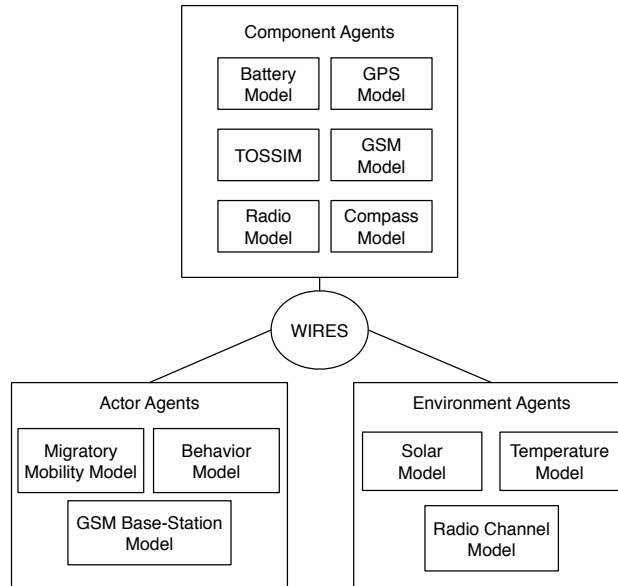 Component Agents
Battery
Model
GPS
Model
TOSSIM
GSM
Model
Radio
Model
Compass
Model
WIRES
Actor Agents
Migratory
Mobility Model
Behavior
Model
GSM Base-Station
Model
Environment Agents
Solar
Model
Temperature
Model
Radio Channel
Model